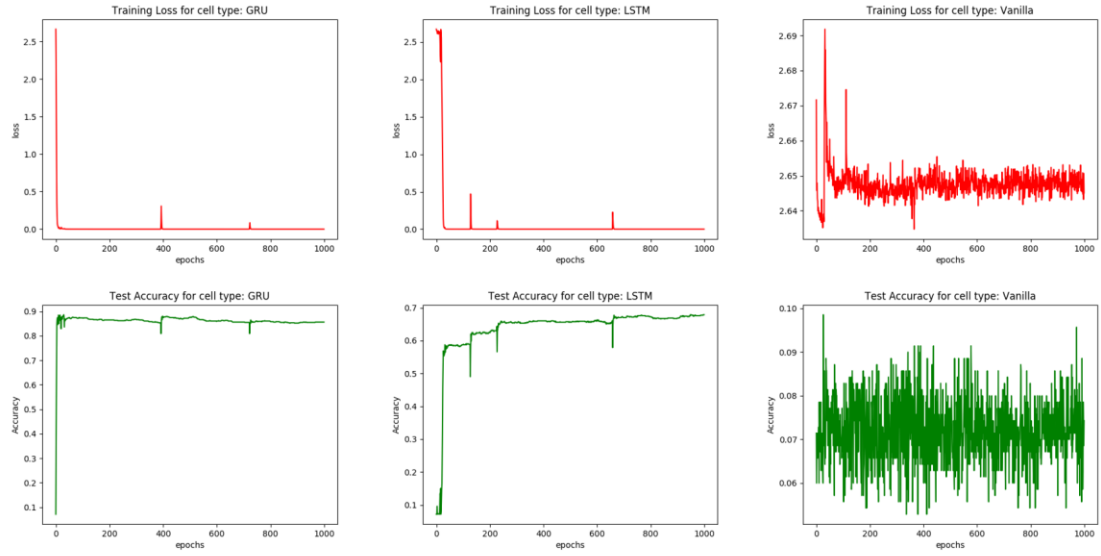 Training Loss for cell type: GRU
2.5
2.0
1.5
1.0
0.5
0.0
loss
0 200 400 600 800 1000
epochs
Training Loss for cell type: LSTM
2.5
2.0
1.5
1.0
0.5
0.0
loss
0 200 400 600 800 1000
epochs
Training Loss for cell type: Vanilla
2.69
2.68
2.67
2.66
2.65
2.64
loss
0 200 400 600 800 1000
epochs
Test Accuracy for cell type: GRU
0.9
0.8
0.7
0.6
0.5
0.4
0.3
0.2
0.1
Accuracy
0 200 400 600 800 1000
epochs
Test Accuracy for cell type: LSTM
0.7
0.6
0.5
0.4
0.3
0.2
0.1
Accuracy
0 200 400 600 800 1000
epochs
Test Accuracy for cell type: Vanilla
0.10
0.09
0.08
0.07
0.06
Accuracy
0 200 400 600 800 1000
epochs